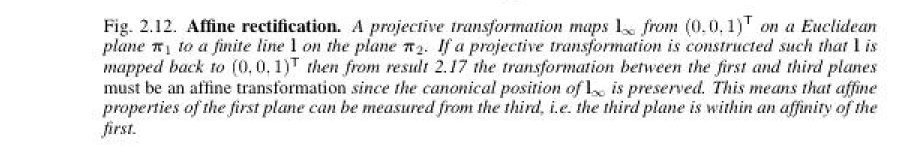 Fig. 2.12. Affine rectification. A projective transformation maps l∞ from (0, 0, 1)ᵀ on a Euclidean
plane π₁ to a finite line l on the plane π₂. If a projective transformation is constructed such that l is
mapped back to (0, 0, 1)ᵀ then from result 2.17 the transformation between the first and third planes
must be an affine transformation since the canonical position of l∞ is preserved. This means that affine
properties of the first plane can be measured from the third, i.e. the third plane is within an affinity of the
first.